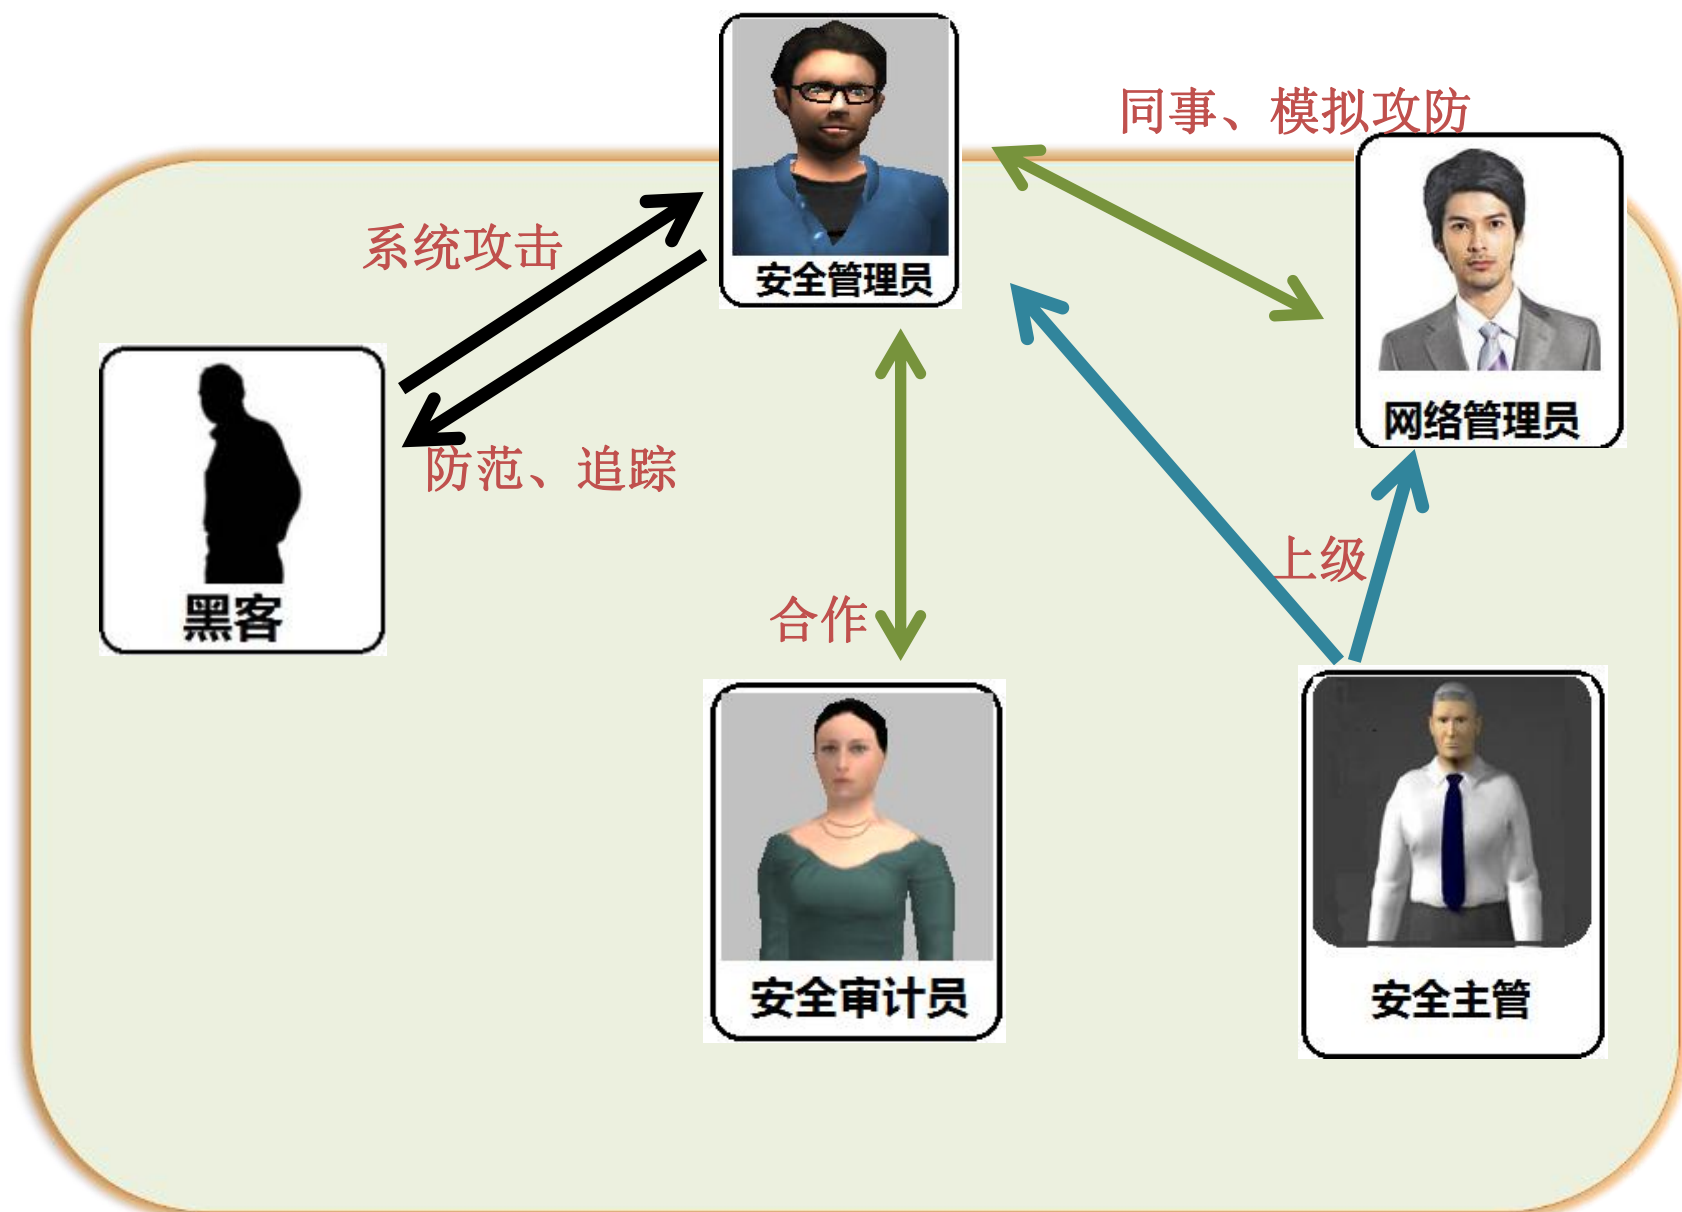 同事、模拟攻防
系统攻击
安全管理员
网络管理员
防范、追踪
上级
黑客
合作
安全审计员
安全主管